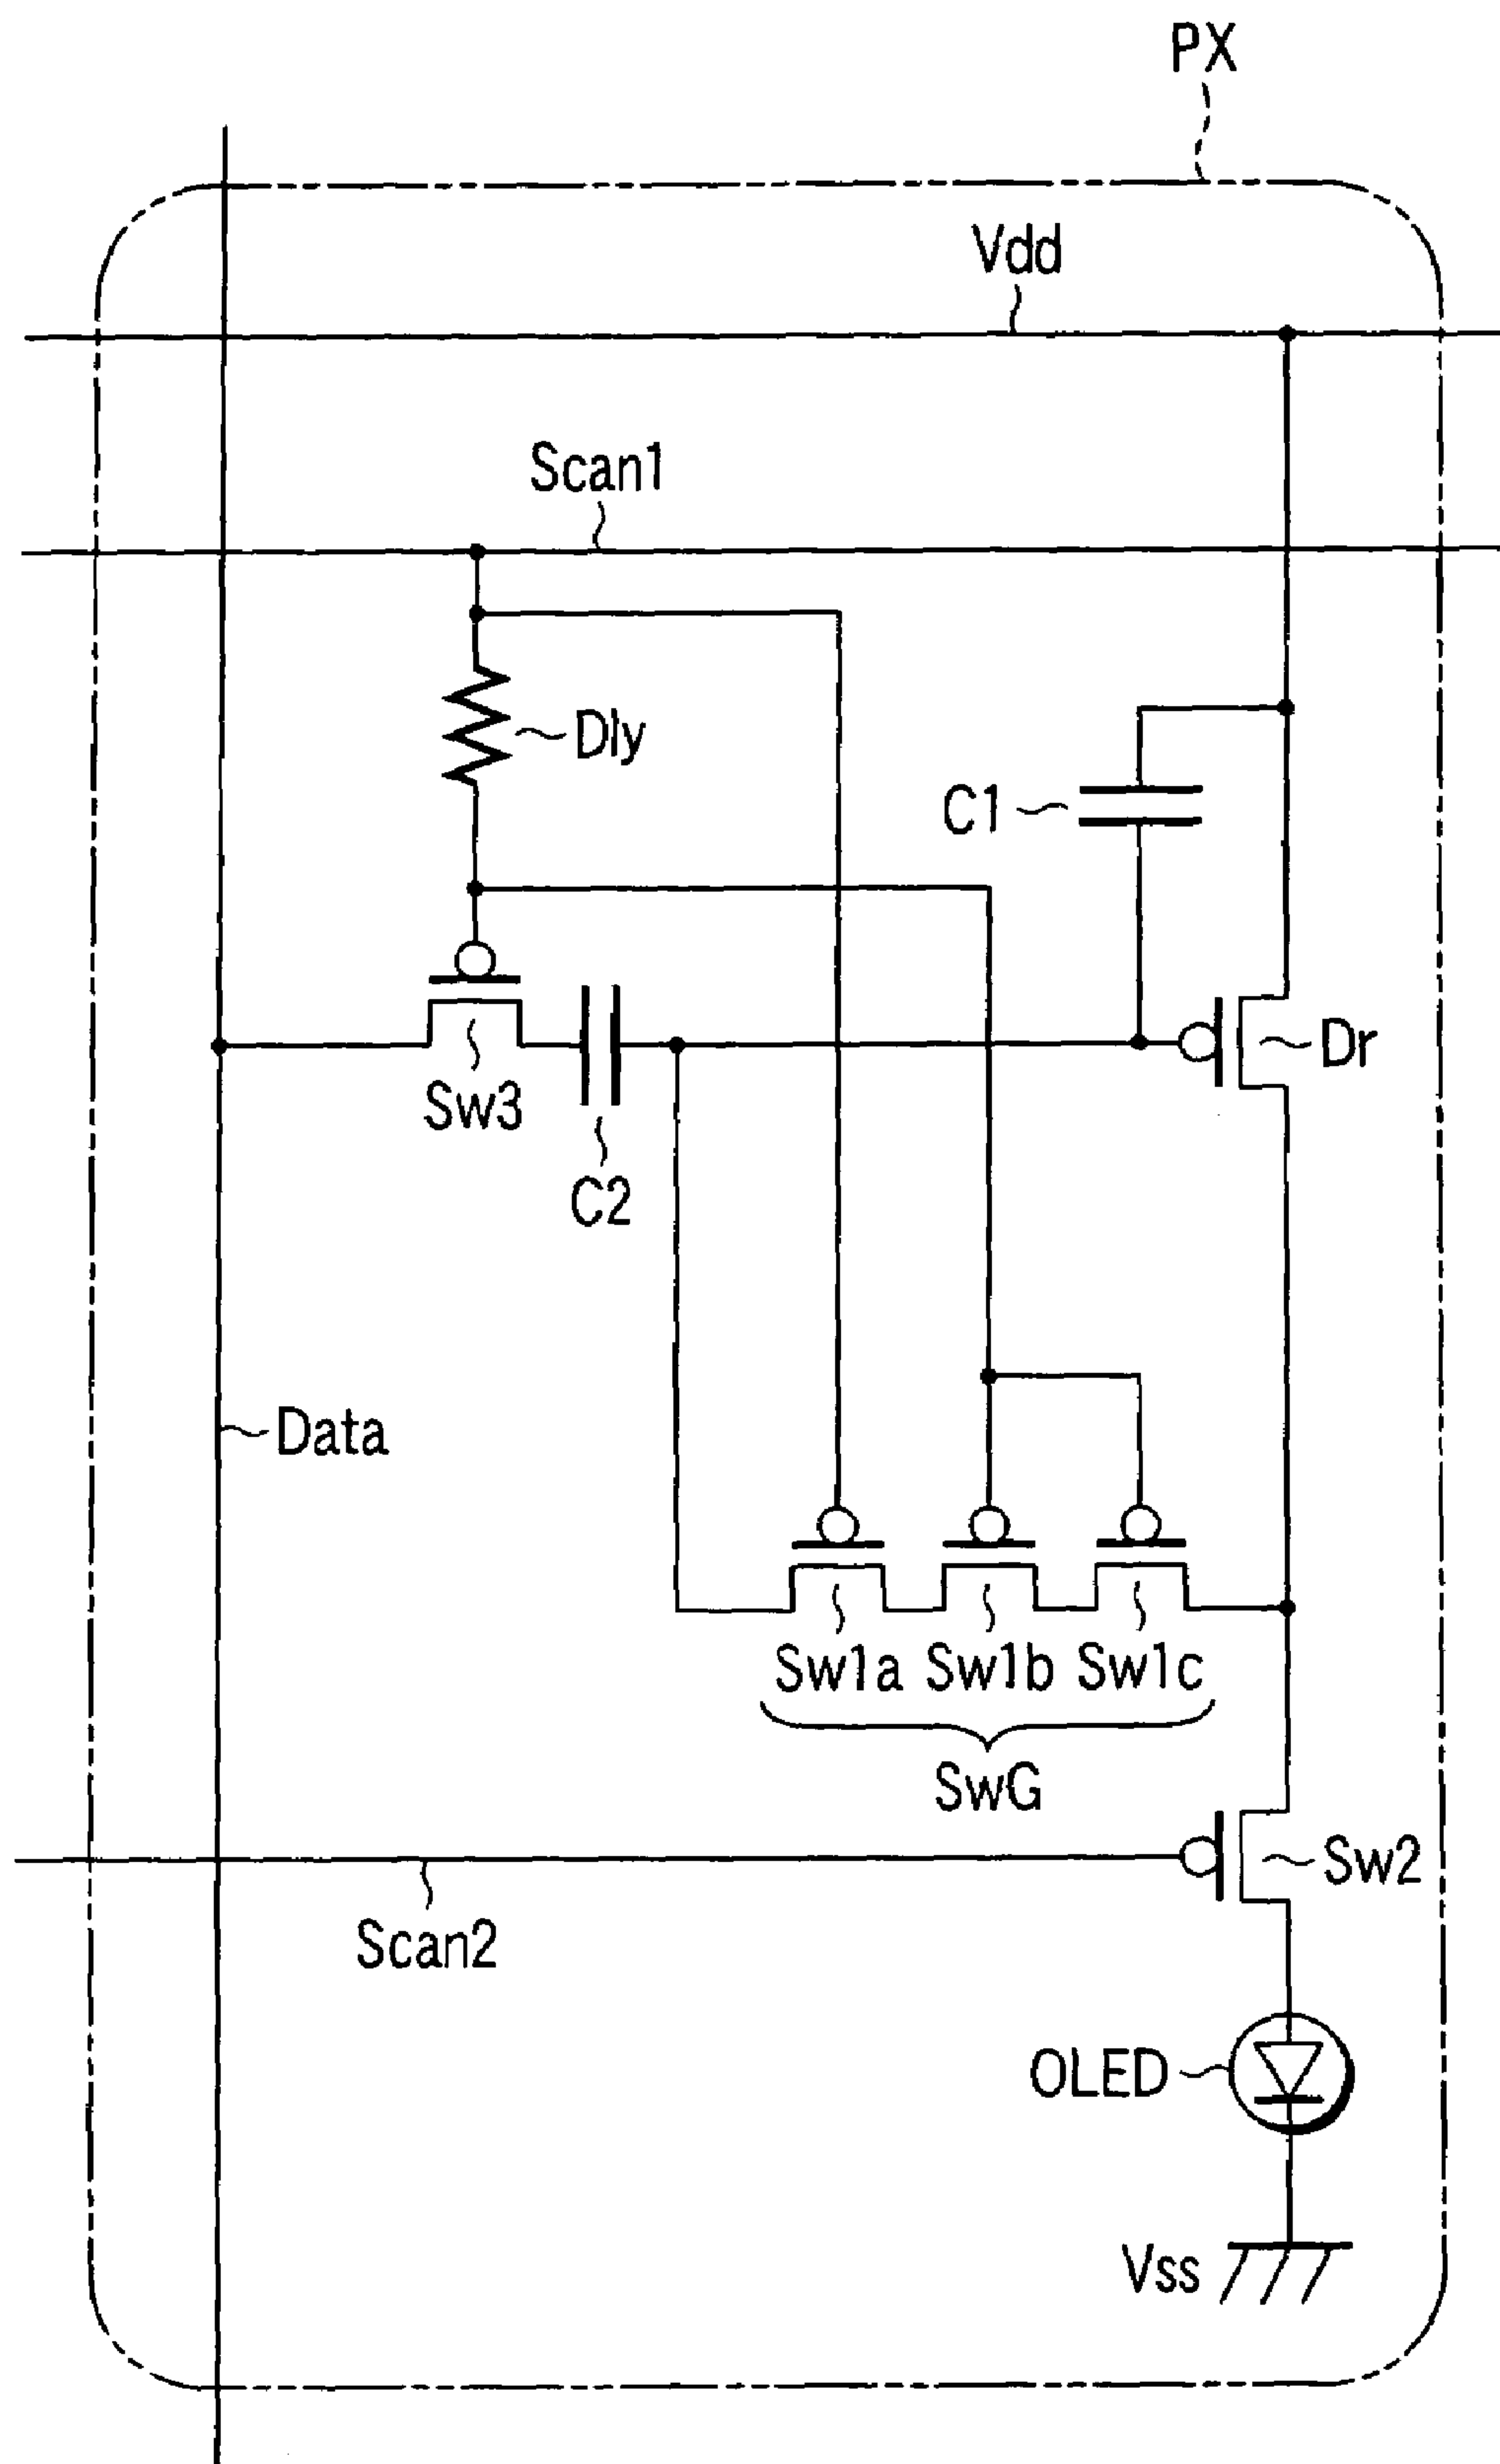 PX
Vdd
Scan1
Dly
C1
Dr
Sw3
C2
Data
Sw1a Sw1b Sw1c
SwG
Sw2
Scan2
OLED
Vss